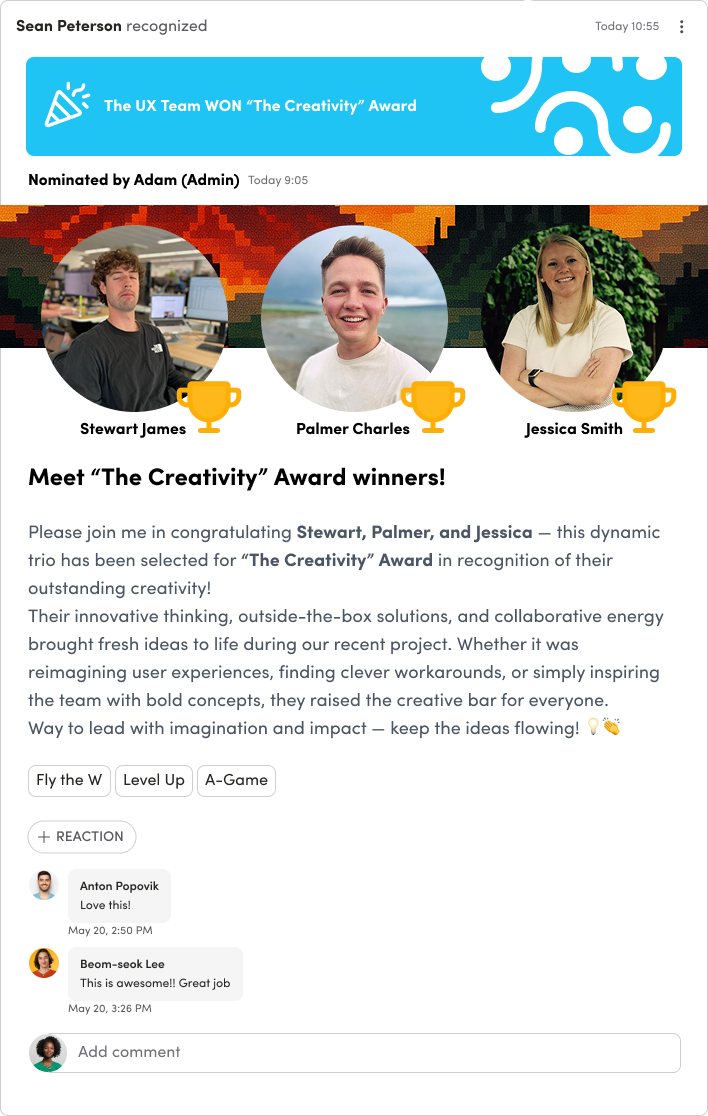 Sean Peterson recognized
Today 10:55
The UX Team WON “The Creativity” Award
Nominated by Adam (Admin) Today 9:05
Stewart James
Palmer Charles
Jessica Smith
Meet “The Creativity” Award winners!
Please join me in congratulating Stewart, Palmer, and Jessica — this dynamic
trio has been selected for “The Creativity” Award in recognition of their
outstanding creativity!
Their innovative thinking, outside-the-box solutions, and collaborative energy
brought fresh ideas to life during our recent project. Whether it was
reimagining user experiences, finding clever workarounds, or simply inspiring
the team with bold concepts, they raised the creative bar for everyone.
Way to lead with imagination and impact — keep the ideas flowing! 💡👏
Fly the W
Level Up
A-Game
+ REACTION
Anton Popovik
Love this!
May 20, 2:50 PM
Beom-seok Lee
This is awesome!! Great job
May 20, 3:26 PM
Add comment